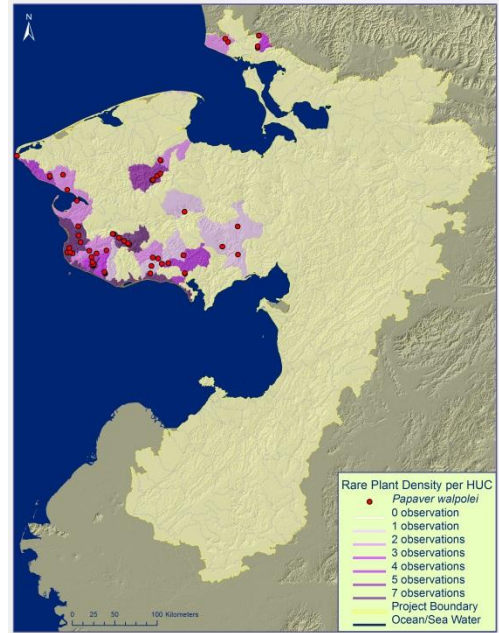 N
Rare Plant Density per HUC
Papaver walpolei
0 observation
1 observation
2 observations
3 observations
4 observations
5 observations
7 observations
Project Boundary
Ocean/Sea Water
0 25 50 100 Kilometers